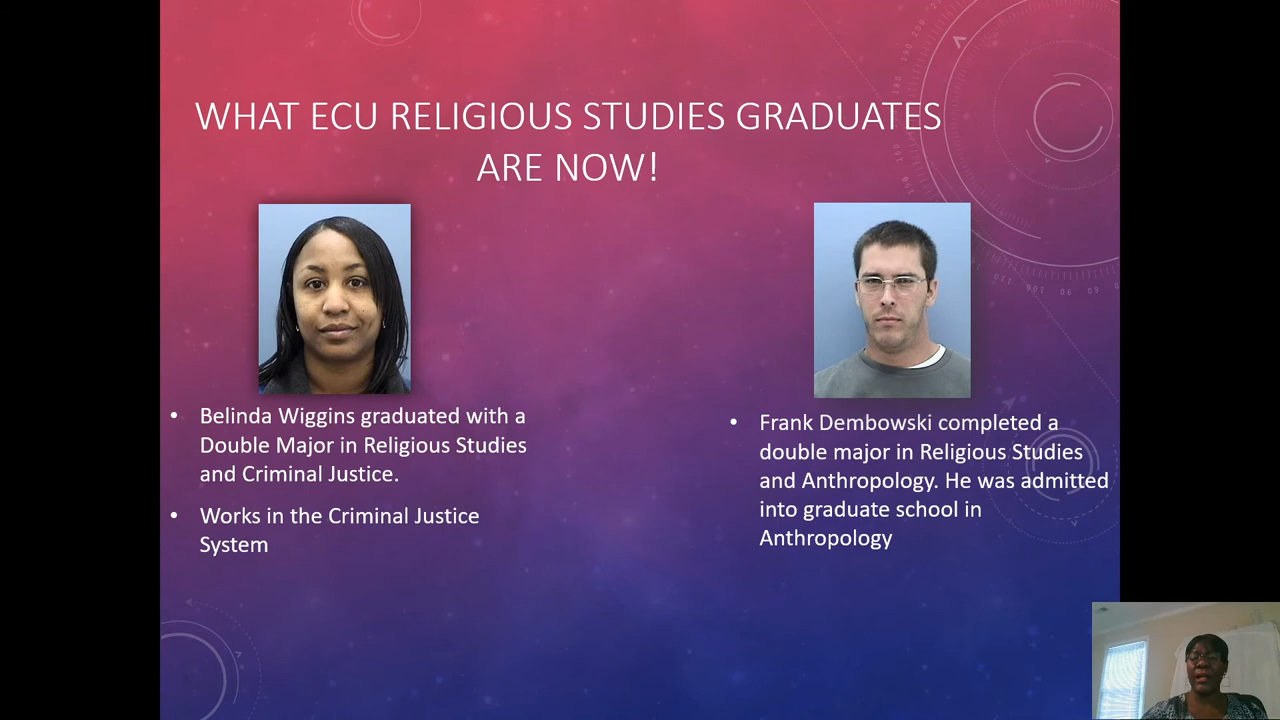 WHAT ECU RELIGIOUS STUDIES GRADUATES
ARE NOW!
• Belinda Wiggins graduated with a
Double Major in Religious Studies
and Criminal Justice.
• Works in the Criminal Justice
System
• Frank Dembowski completed a
double major in Religious Studies
and Anthropology. He was admitted
into graduate school in
Anthropology